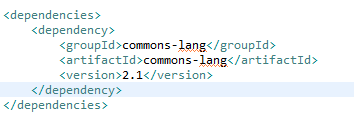 <dependencies>
    <dependency>
        <groupId>commons-lang</groupId>
        <artifactId>commons-lang</artifactId>
        <version>2.1</version>
    </dependency>
</dependencies>